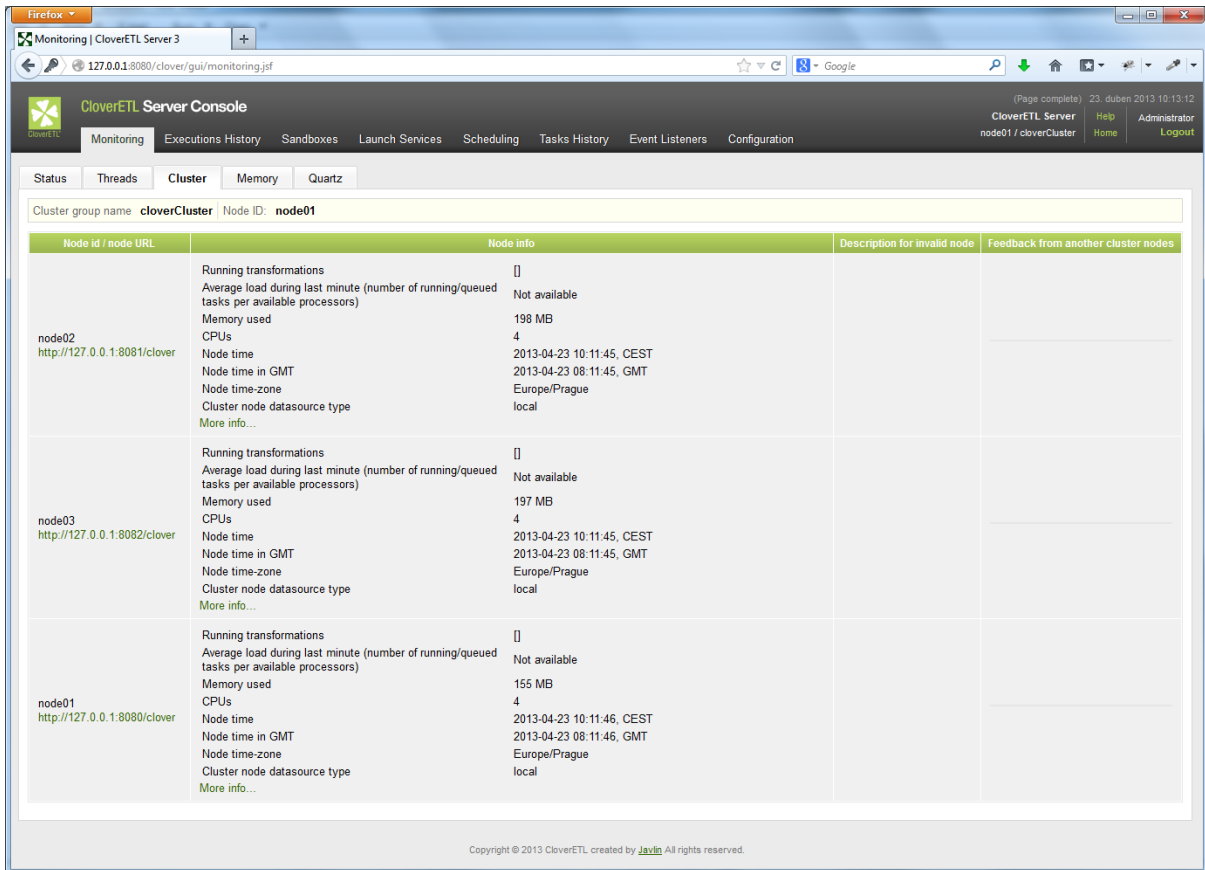 Firefox
Monitoring | CloverETL Server 3
127.0.0.1:8080/clover/gui/monitoring.jsf
Google
CloverETL
CloverETL Server Console
(Page complete) 23. duben 2013 10:13:12
CloverETL Server Help Administrator
node01 / cloverCluster Home Logout
Monitoring Executions History Sandboxes Launch Services Scheduling Tasks History Event Listeners Configuration
Status Threads Cluster Memory Quartz
Cluster group name cloverCluster Node ID: node01
Node id / node URL Node info Description for invalid node Feedback from another cluster nodes
node02
http://127.0.0.1:8081/clover
Running transformations []
Average load during last minute (number of running/queued
tasks per available processors) Not available
Memory used 198 MB
CPUs 4
Node time 2013-04-23 10:11:45, CEST
Node time in GMT 2013-04-23 08:11:45, GMT
Node time-zone Europe/Prague
Cluster node datasource type local
More info...
node03
http://127.0.0.1:8082/clover
Running transformations []
Average load during last minute (number of running/queued
tasks per available processors) Not available
Memory used 197 MB
CPUs 4
Node time 2013-04-23 10:11:45, CEST
Node time in GMT 2013-04-23 08:11:45, GMT
Node time-zone Europe/Prague
Cluster node datasource type local
More info...
node01
http://127.0.0.1:8080/clover
Running transformations []
Average load during last minute (number of running/queued
tasks per available processors) Not available
Memory used 155 MB
CPUs 4
Node time 2013-04-23 10:11:46, CEST
Node time in GMT 2013-04-23 08:11:46, GMT
Node time-zone Europe/Prague
Cluster node datasource type local
More info...
Copyright © 2013 CloverETL created by Javlin All rights reserved.